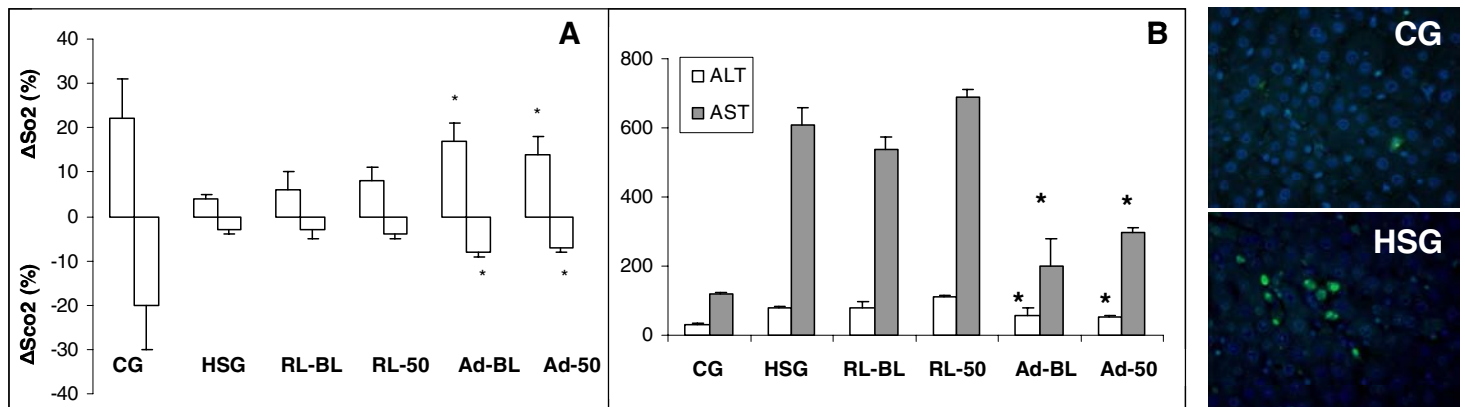 A
40
30
20
10
0
-10
-20
-30
-40
ΔSo2 (%)
ΔSco2 (%)
*
*
*
*
CG HSG RL-BL RL-50 Ad-BL Ad-50
B
800
600
400
200
0
ALT
AST
*
*
*
*
CG HSG RL-BL RL-50 Ad-BL Ad-50
CG
HSG